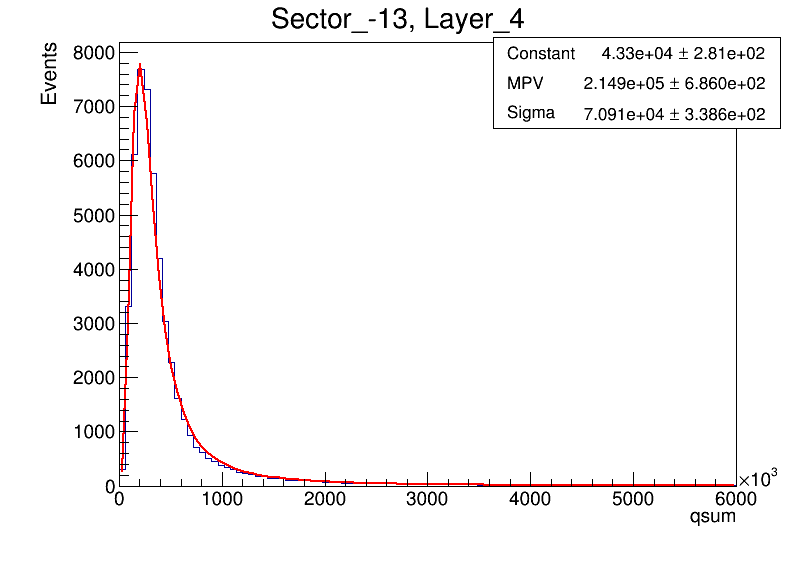 Sector_-13, Layer_4
Constant 4.33e+04 ± 2.81e+02
MPV 2.149e+05 ± 6.860e+02
Sigma 7.091e+04 ± 3.386e+02
Events
8000
7000
6000
5000
4000
3000
2000
1000
0
0 1000 2000 3000 4000 5000 6000
×10³
qsum